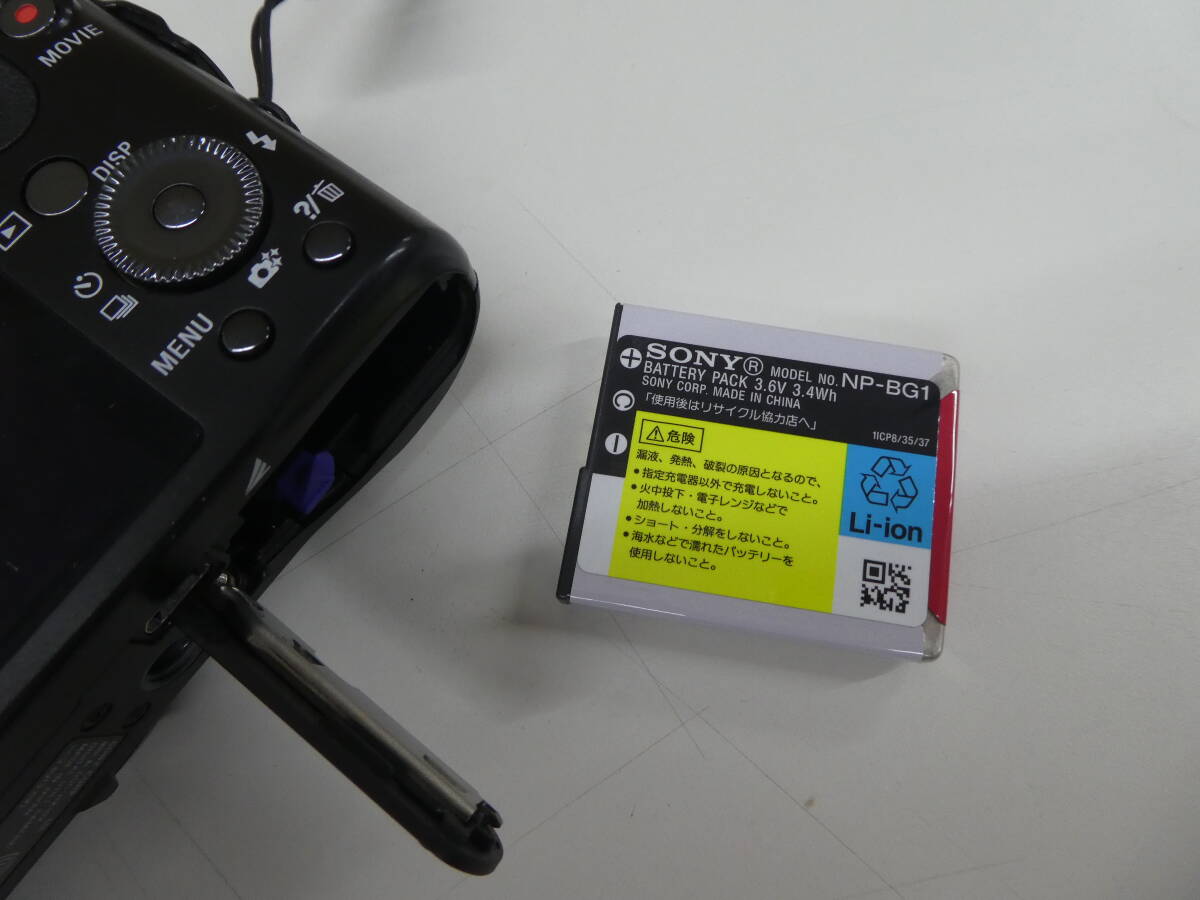 MOVIE
DISP
?/
MENU
SONY® MODEL NO. NP-BG1
BATTERY PACK 3.6V 3.4Wh
SONY CORP. MADE IN CHINA
「使用後はリサイクル協力店へ」
1ICP8/35/37
⚠危険
漏液、発熱、破裂の原因となるので、
●指定充電器以外で充電しないこと。
●火中投下・電子レンジなどで
加熱しないこと。
●ショート・分解をしないこと。
●海水などで濡れたバッテリーを
使用しないこと。
Li-ion